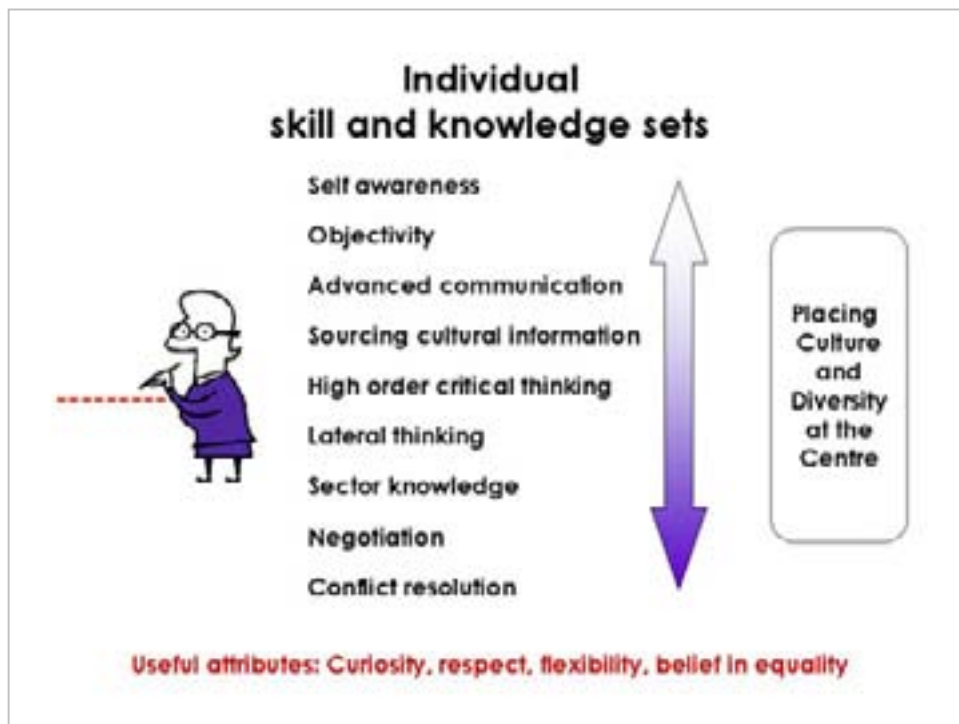 Individual
skill and knowledge sets
Self awareness
Objectivity
Advanced communication
Sourcing cultural information
High order critical thinking
Lateral thinking
Sector knowledge
Negotiation
Conflict resolution
Placing
Culture
and
Diversity
at the
Centre
Useful attributes: Curiosity, respect, flexibility, belief in equality